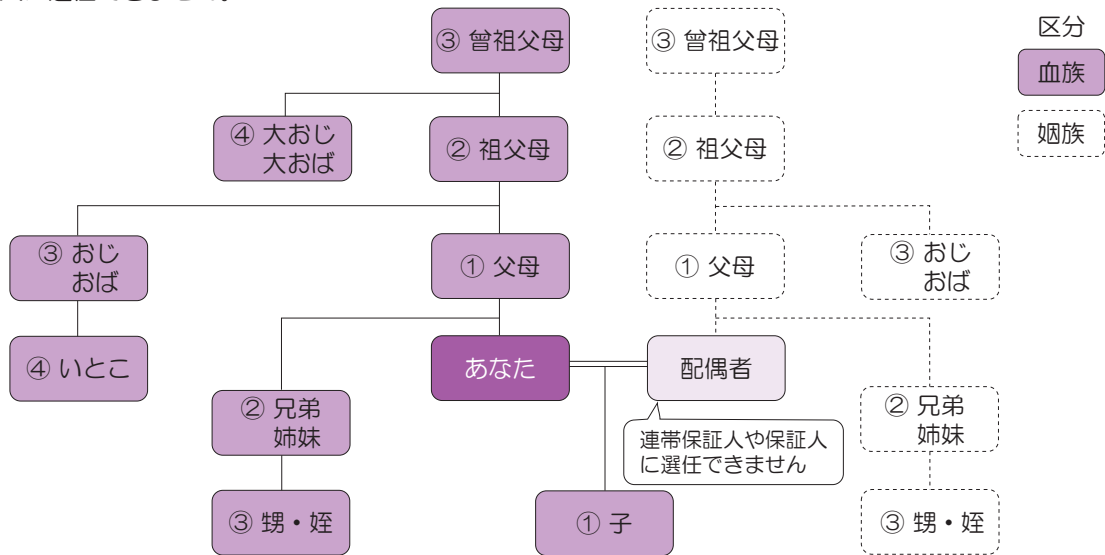 ③ 曾祖父母
③ 曾祖父母
区分
血族
姻族
④ 大おじ
大おば
② 祖父母
② 祖父母
③ おじ
おば
① 父母
① 父母
③ おじ
おば
④ いとこ
あなた
配偶者
② 兄弟
姉妹
連帯保証人や保証人
に選任できません
② 兄弟
姉妹
③ 甥・姪
① 子
③ 甥・姪